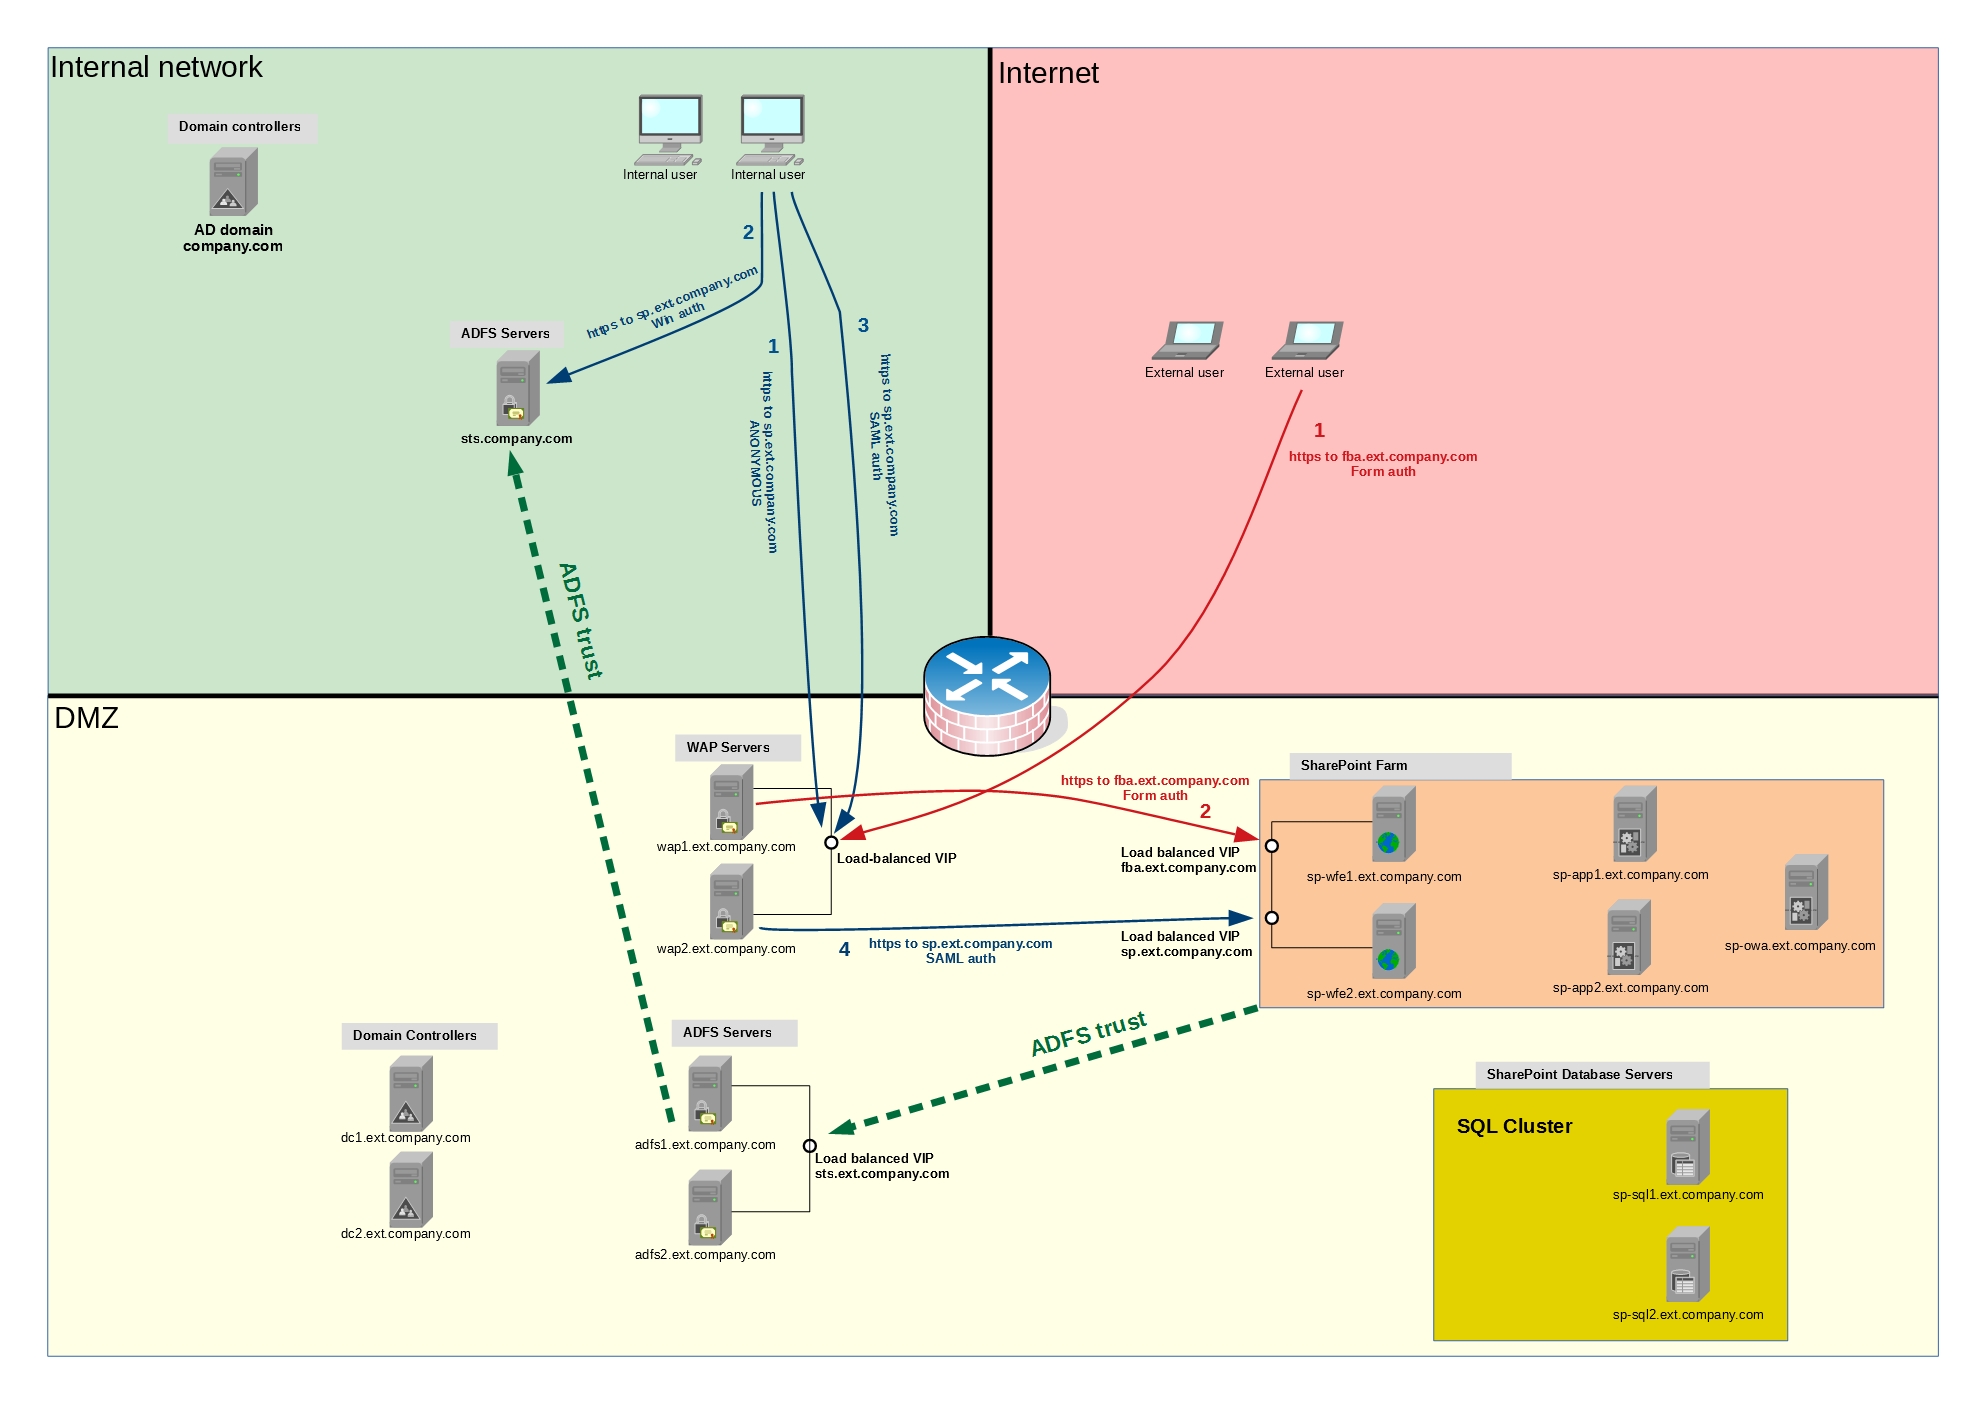 Internal network
Domain controllers
AD domain
company.com
Internal user
Internal user
2
https to sp.ext.company.com
Win auth
ADFS Servers
sts.company.com
1
https to sp.ext.company.com
ANONYMOUS
3
https to sp.ext.company.com
SAML auth
ADFS trust
Internet
External user
External user
1
https to fba.ext.company.com
Form auth
DMZ
WAP Servers
wap1.ext.company.com
Load-balanced VIP
wap2.ext.company.com
https to fba.ext.company.com
Form auth
2
Load balanced VIP
fba.ext.company.com
4
https to sp.ext.company.com
SAML auth
Load balanced VIP
sp.ext.company.com
SharePoint Farm
sp-wfe1.ext.company.com
sp-app1.ext.company.com
sp-owa.ext.company.com
sp-wfe2.ext.company.com
sp-app2.ext.company.com
ADFS trust
Domain Controllers
dc1.ext.company.com
dc2.ext.company.com
ADFS Servers
adfs1.ext.company.com
Load balanced VIP
sts.ext.company.com
adfs2.ext.company.com
SharePoint Database Servers
SQL Cluster
sp-sql1.ext.company.com
sp-sql2.ext.company.com